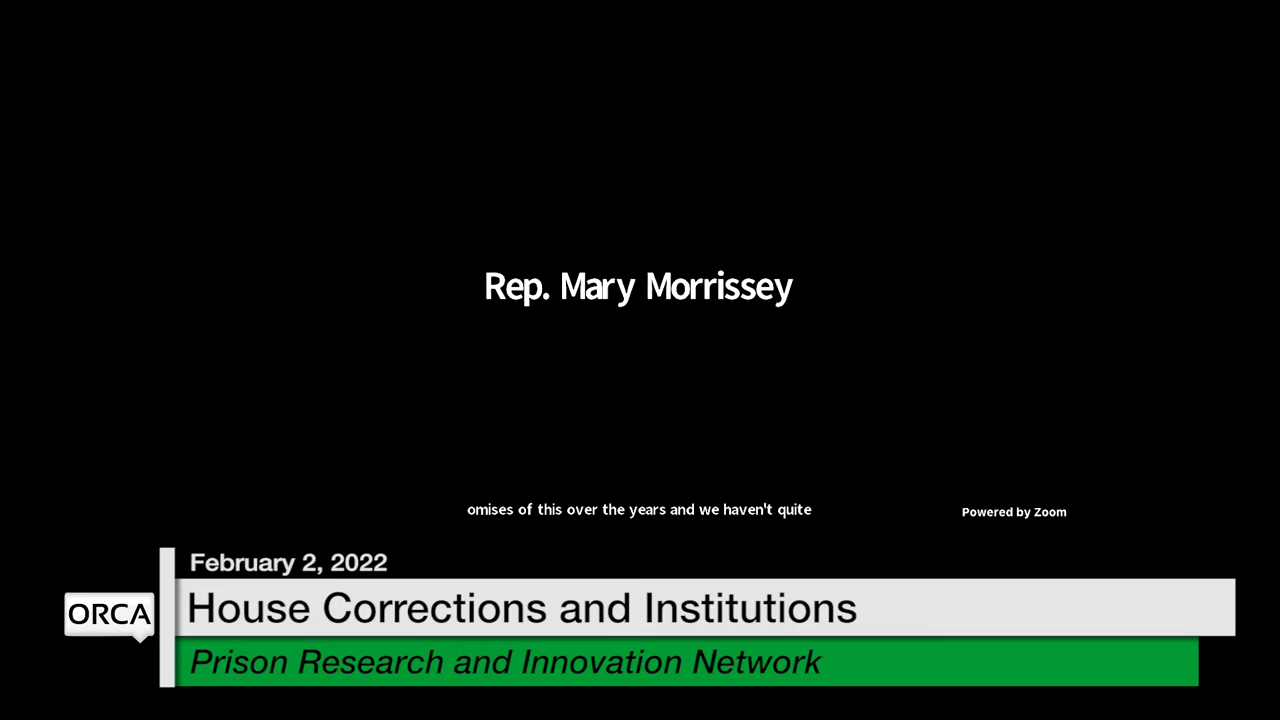 Rep. Mary Morrissey
omises of this over the years and we haven't quite
Powered by Zoom
February 2, 2022
ORCA
House Corrections and Institutions
Prison Research and Innovation Network